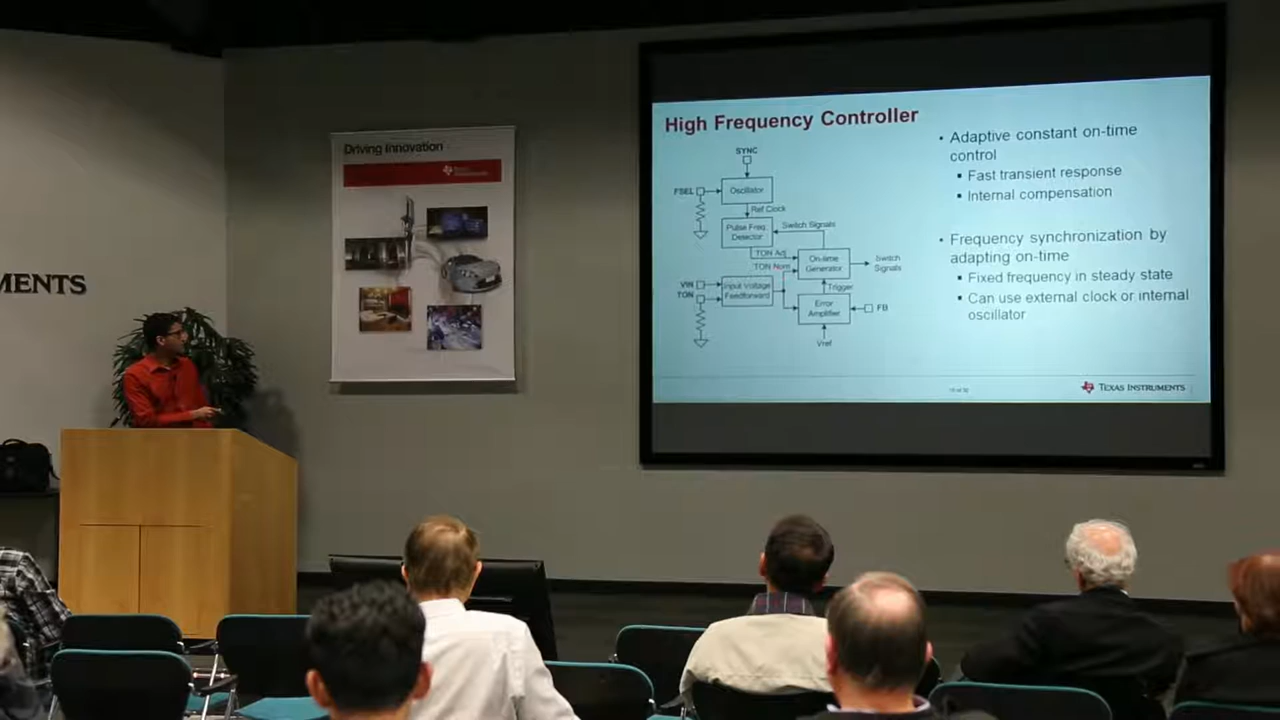 MENTS
Driving Innovation
High Frequency Controller
SYNC
FSEL
Oscillator
Ref Clock
Pulse Freq.
Detector
Switch Signals
TON Adj
TON Nom
On-time
Generator
Switch
Signals
VIN
TON
Input Voltage
Feedforward
Trigger
Error
Amplifier
FB
Vref
• Adaptive constant on-time
control
▪ Fast transient response
▪ Internal compensation
• Frequency synchronization by
adapting on-time
▪ Fixed frequency in steady state
▪ Can use external clock or internal
oscillator
TEXAS INSTRUMENTS